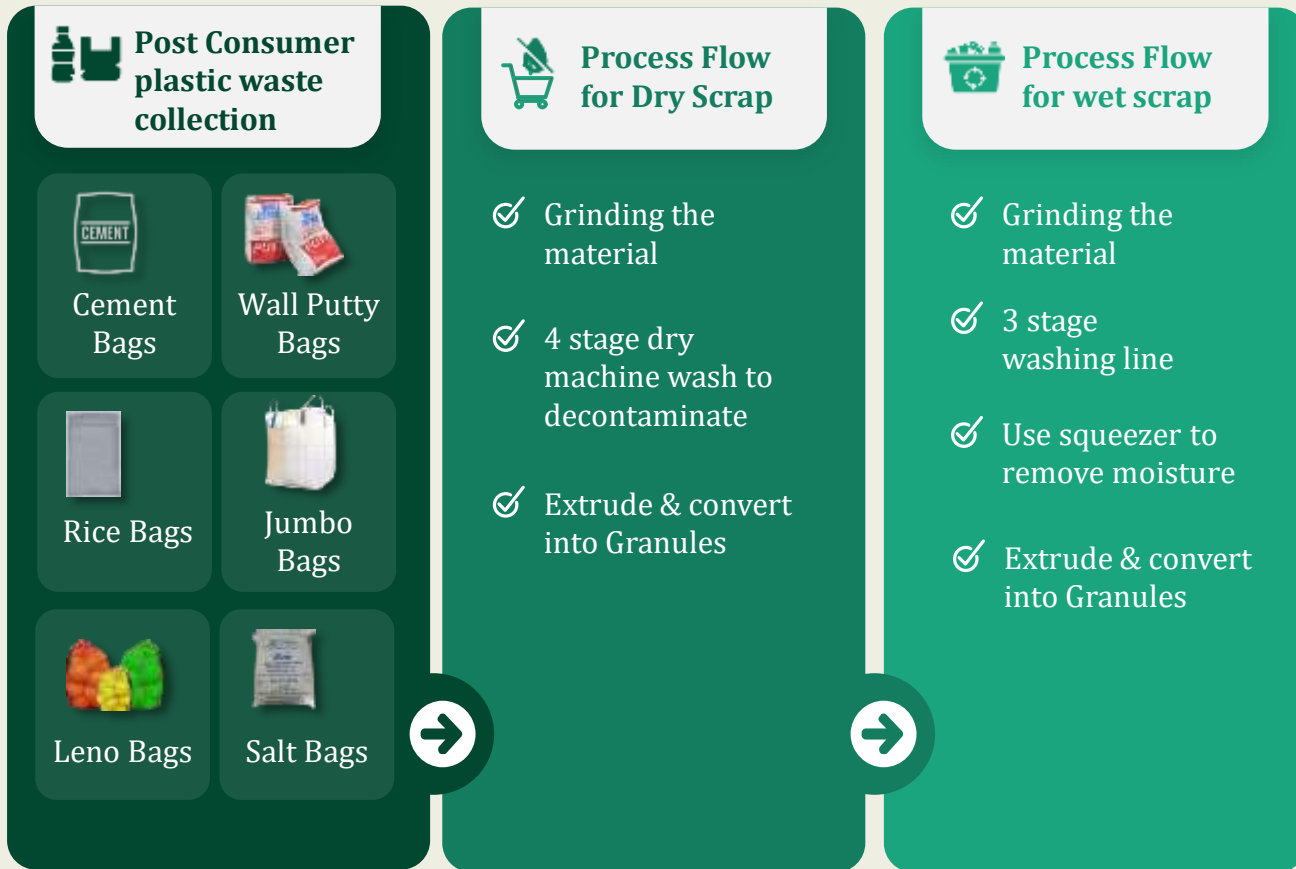 Post Consumer
plastic waste
collection
CEMENT
Cement
Bags
Wall Putty
Bags
Rice Bags
Jumbo
Bags
Leno Bags
Salt Bags
Process Flow
for Dry Scrap
Grinding the
material
4 stage dry
machine wash to
decontaminate
Extrude & convert
into Granules
Process Flow
for wet scrap
Grinding the
material
3 stage
washing line
Use squeezer to
remove moisture
Extrude & convert
into Granules